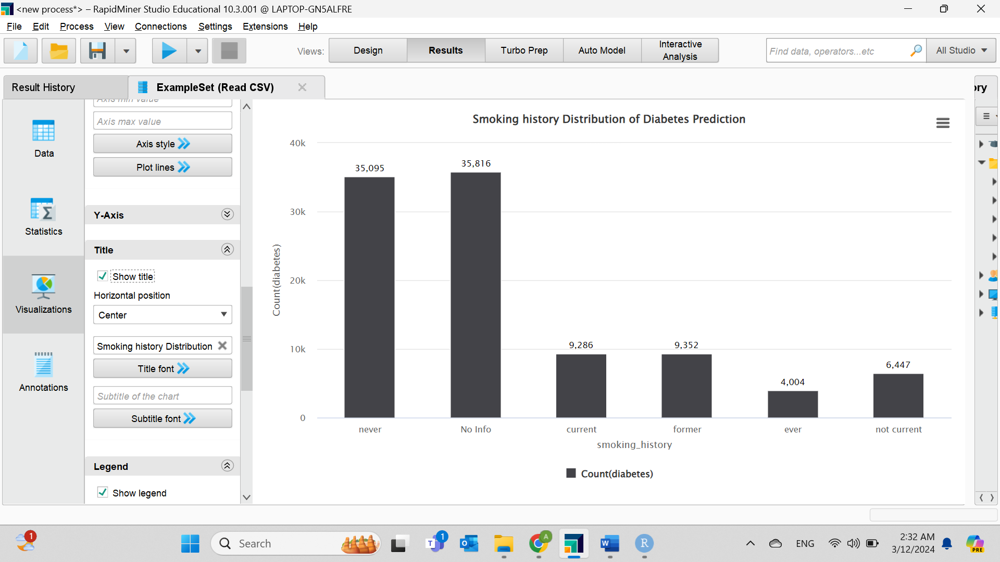 <new process*> – RapidMiner Studio Educational 10.3.001 @ LAPTOP-GN5ALFRE
File Edit Process View Connections Settings Extensions Help
Views: Design Results Turbo Prep Auto Model Interactive Analysis
Find data, operators...etc
All Studio
Result History
ExampleSet (Read CSV)
ory
Data
Statistics
Visualizations
Annotations
Axis min value
Axis max value
Axis style
Plot lines
Y-Axis
Title
Show title
Horizontal position
Center
Smoking history Distribution
Title font
Subtitle of the chart
Subtitle font
Legend
Show legend
Smoking history Distribution of Diabetes Prediction
Count(diabetes)
40k
30k
20k
10k
0
35,095
35,816
9,286
9,352
4,004
6,447
never
No Info
current
former
ever
not current
smoking_history
Count(diabetes)
1
Search
T
1
O
A
W
R
ENG
2:32 AM
3/12/2024
PRE